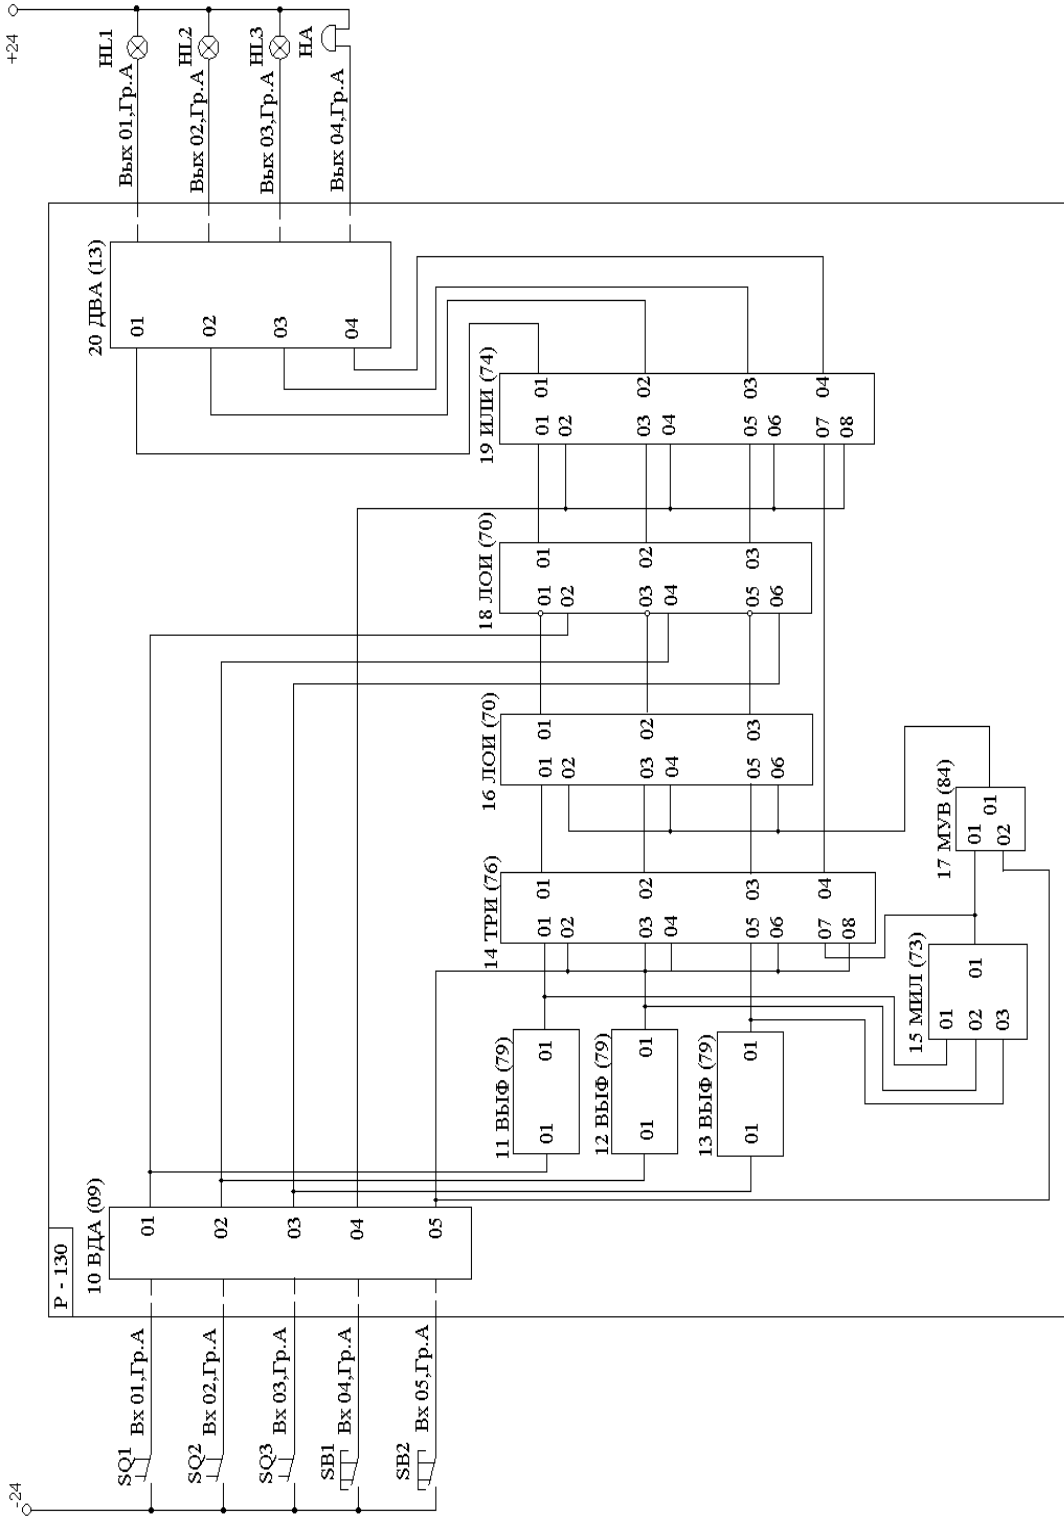 +24
HL1
HL2
HL3
HA
Вых 01,Гр.А
Вых 02,Гр.А
Вых 03,Гр.А
Вых 04,Гр.А
20 ДВА (13)
01
02
03
04
19 ИЛИ (74)
01
02
03
04
01
02
03
04
05
06
07
08
18 ЛОИ (70)
01
02
03
01
02
03
04
05
06
16 ЛОИ (70)
01
02
03
01
02
03
04
05
06
17 МУВ (84)
01
01
02
14 ТРИ (76)
01
02
03
04
01
02
03
04
05
06
07
08
15 МИЛ (73)
01
01
02
03
11 ВЫФ (79)
01
01
12 ВЫФ (79)
01
01
13 ВЫФ (79)
01
01
10 ВДА (09)
01
02
03
04
05
Р - 130
Вх 01,Гр.А
Вх 02,Гр.А
Вх 03,Гр.А
Вх 04,Гр.А
Вх 05,Гр.А
SQ1
SQ2
SQ3
SB1
SB2
-24